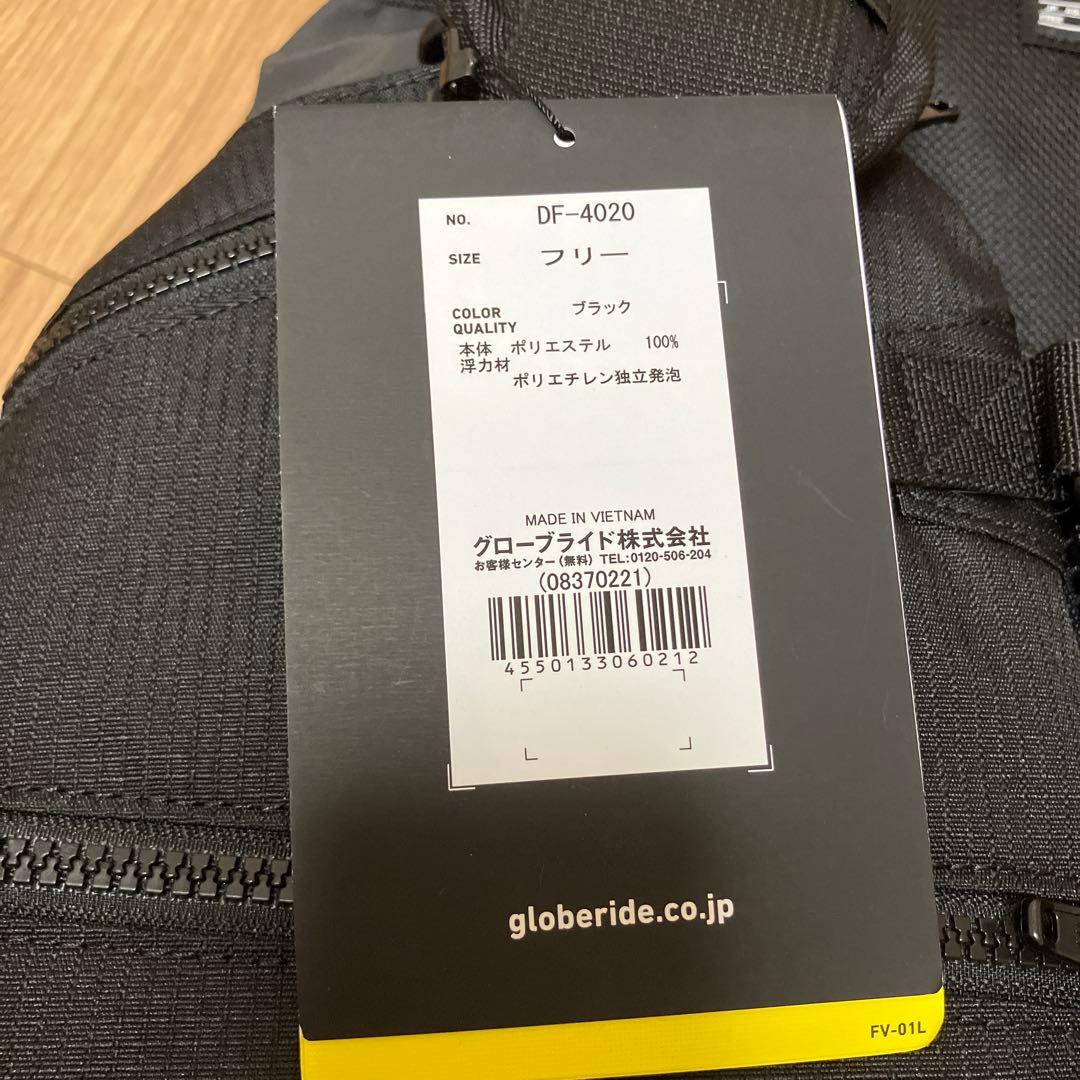 NO. DF-4020
SIZE フリー
COLOR ブラック
QUALITY
本体 ポリエステル 100%
浮力材
ポリエチレン独立発泡
MADE IN VIETNAM
グローブライド株式会社
お客様センター(無料) TEL:0120-506-204
(08370221)
4550133060212
globeride.co.jp
FV-01L